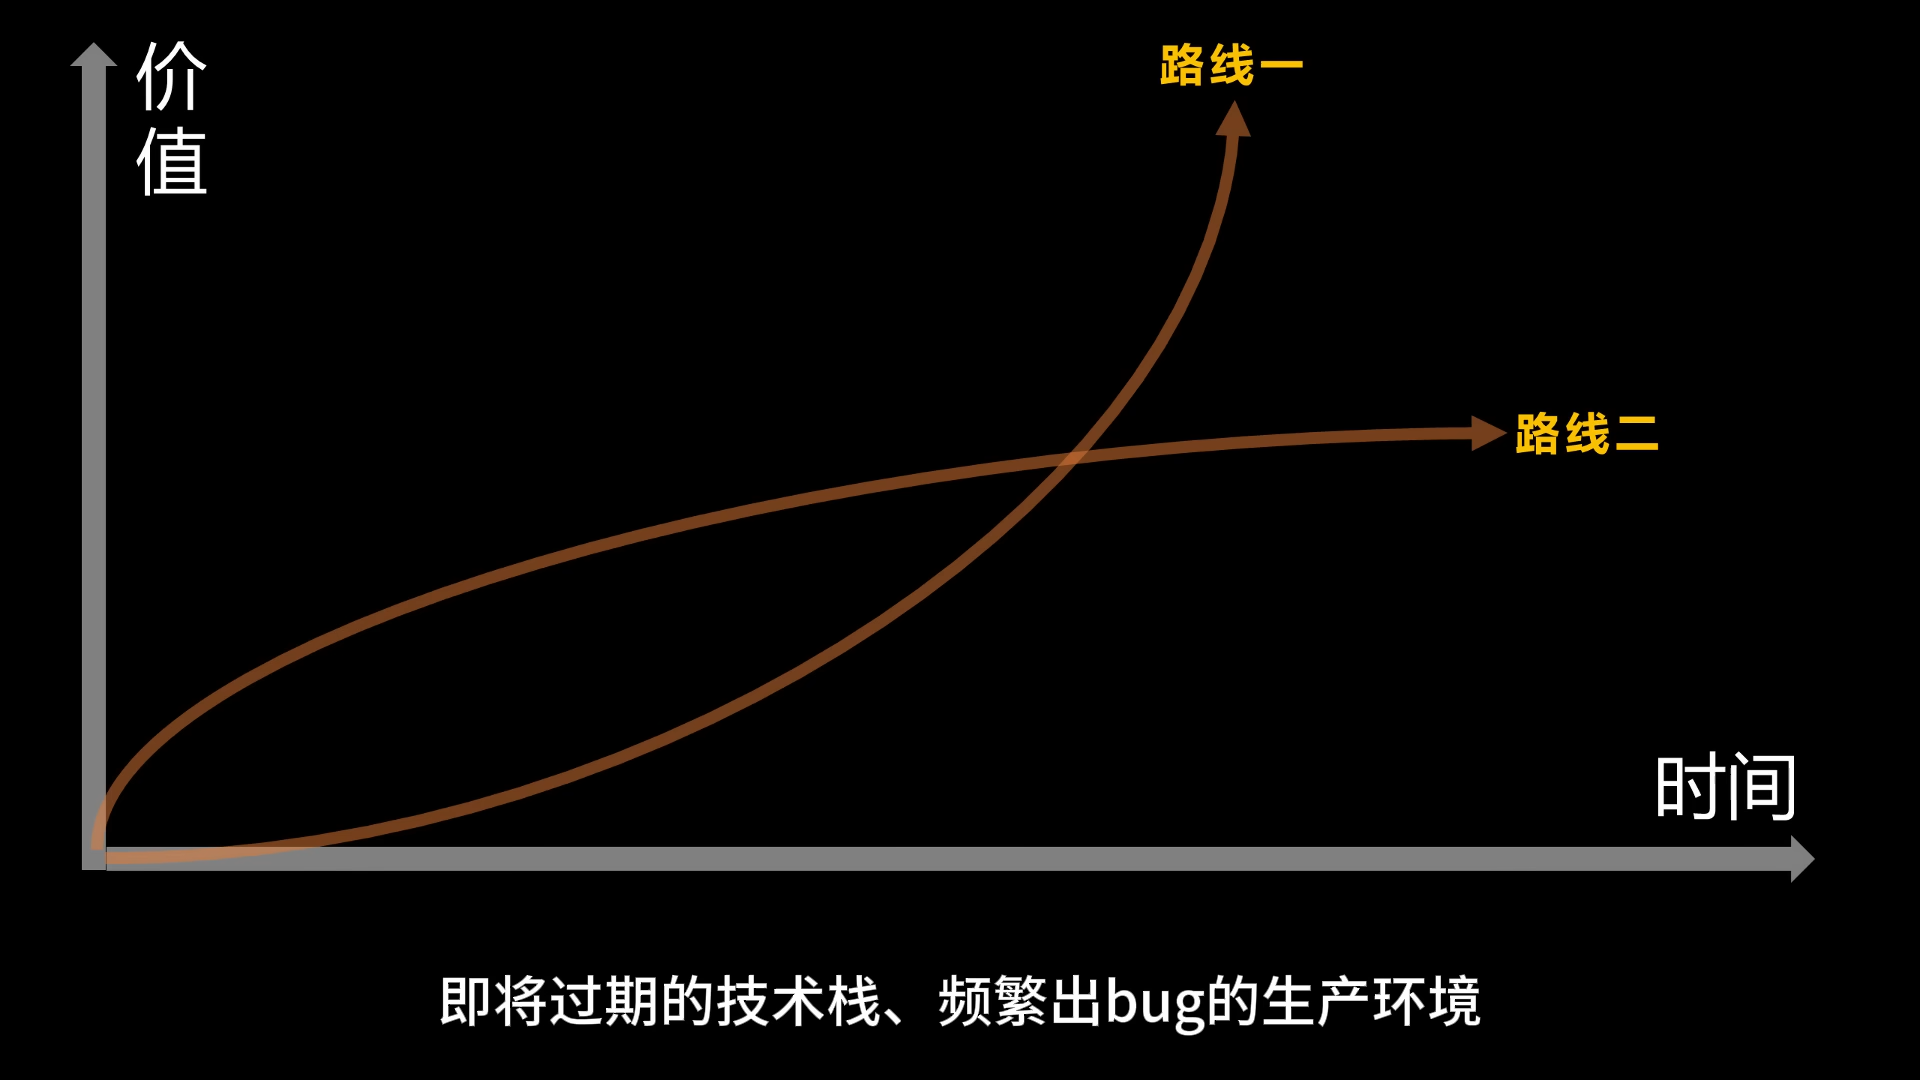 价
值
路线一
路线二
时间
即将过期的技术栈、频繁出bug的生产环境